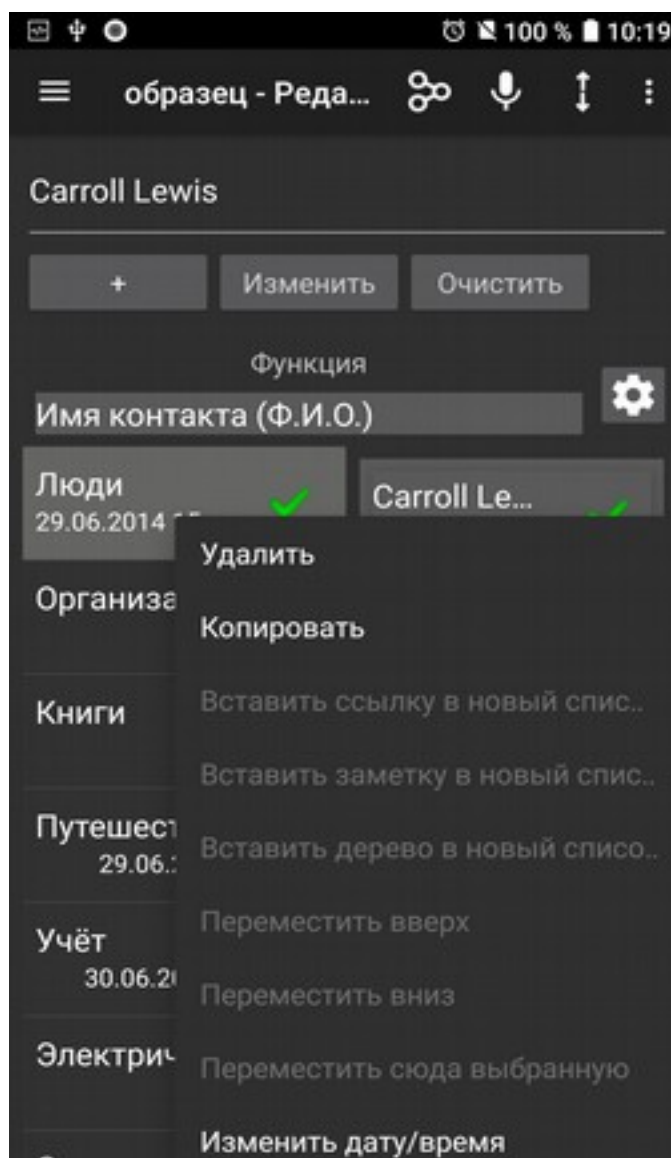 100 % 10:19
образец - Реда...
Carroll Lewis
+ Изменить Очистить
Функция
Имя контакта (Ф.И.О.)
Люди
29.06.2014
Carroll Le...
Удалить
Организа
Копировать
Вставить ссылку в новый спис..
Книги
Вставить заметку в новый спис..
Путешест
29.06.:
Вставить дерево в новый списо..
Переместить вверх
Учёт
30.06.20
Переместить вниз
Электрич
Переместить сюда выбранную
Изменить дату/время